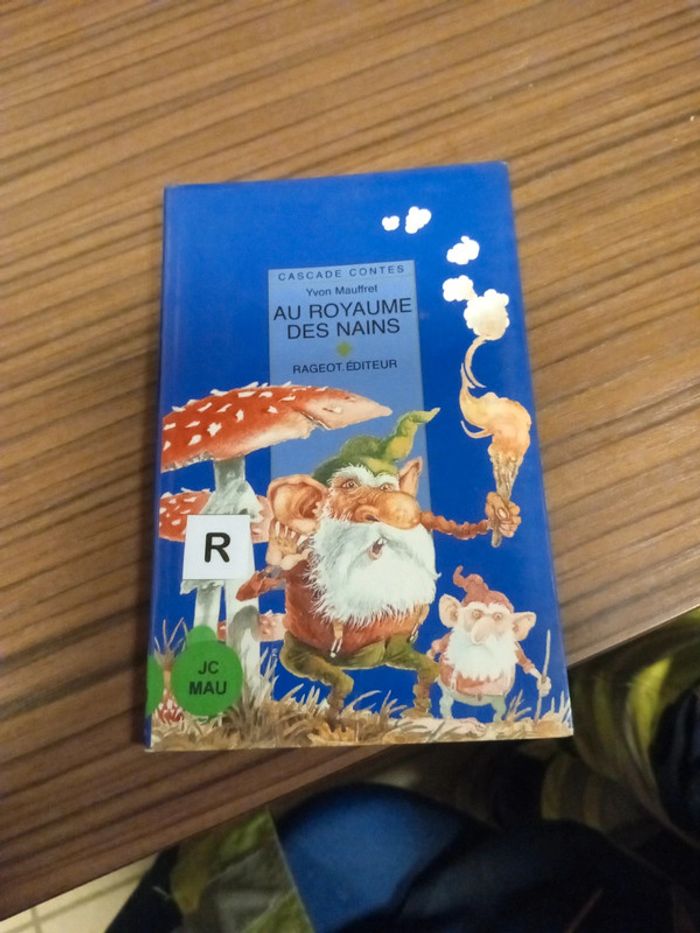 CASCADE CONTES
Yvon Mauffret
AU ROYAUME
DES NAINS
RAGEOT.ÉDITEUR
R
JC
MAU